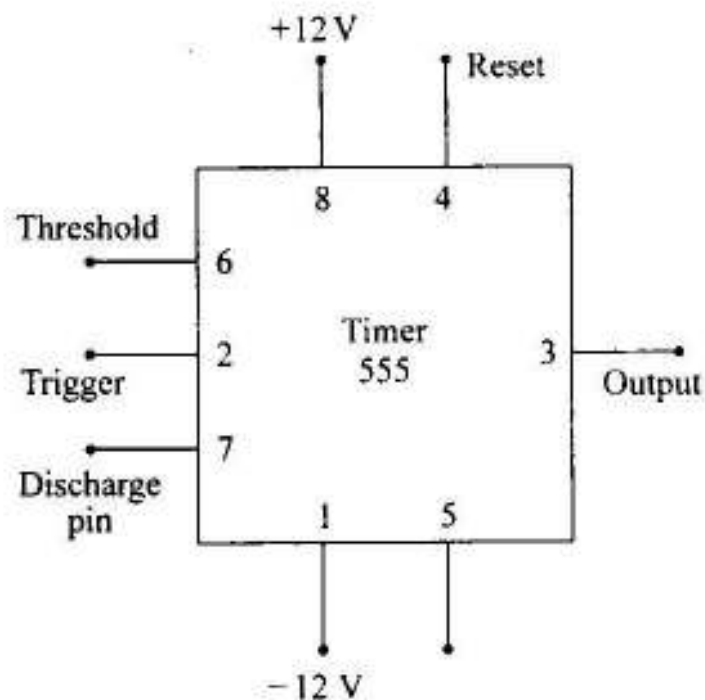 +12 V
Reset
8
4
Threshold
6
Timer
555
2
3
Trigger
Output
7
Discharge
pin
1
5
−12 V